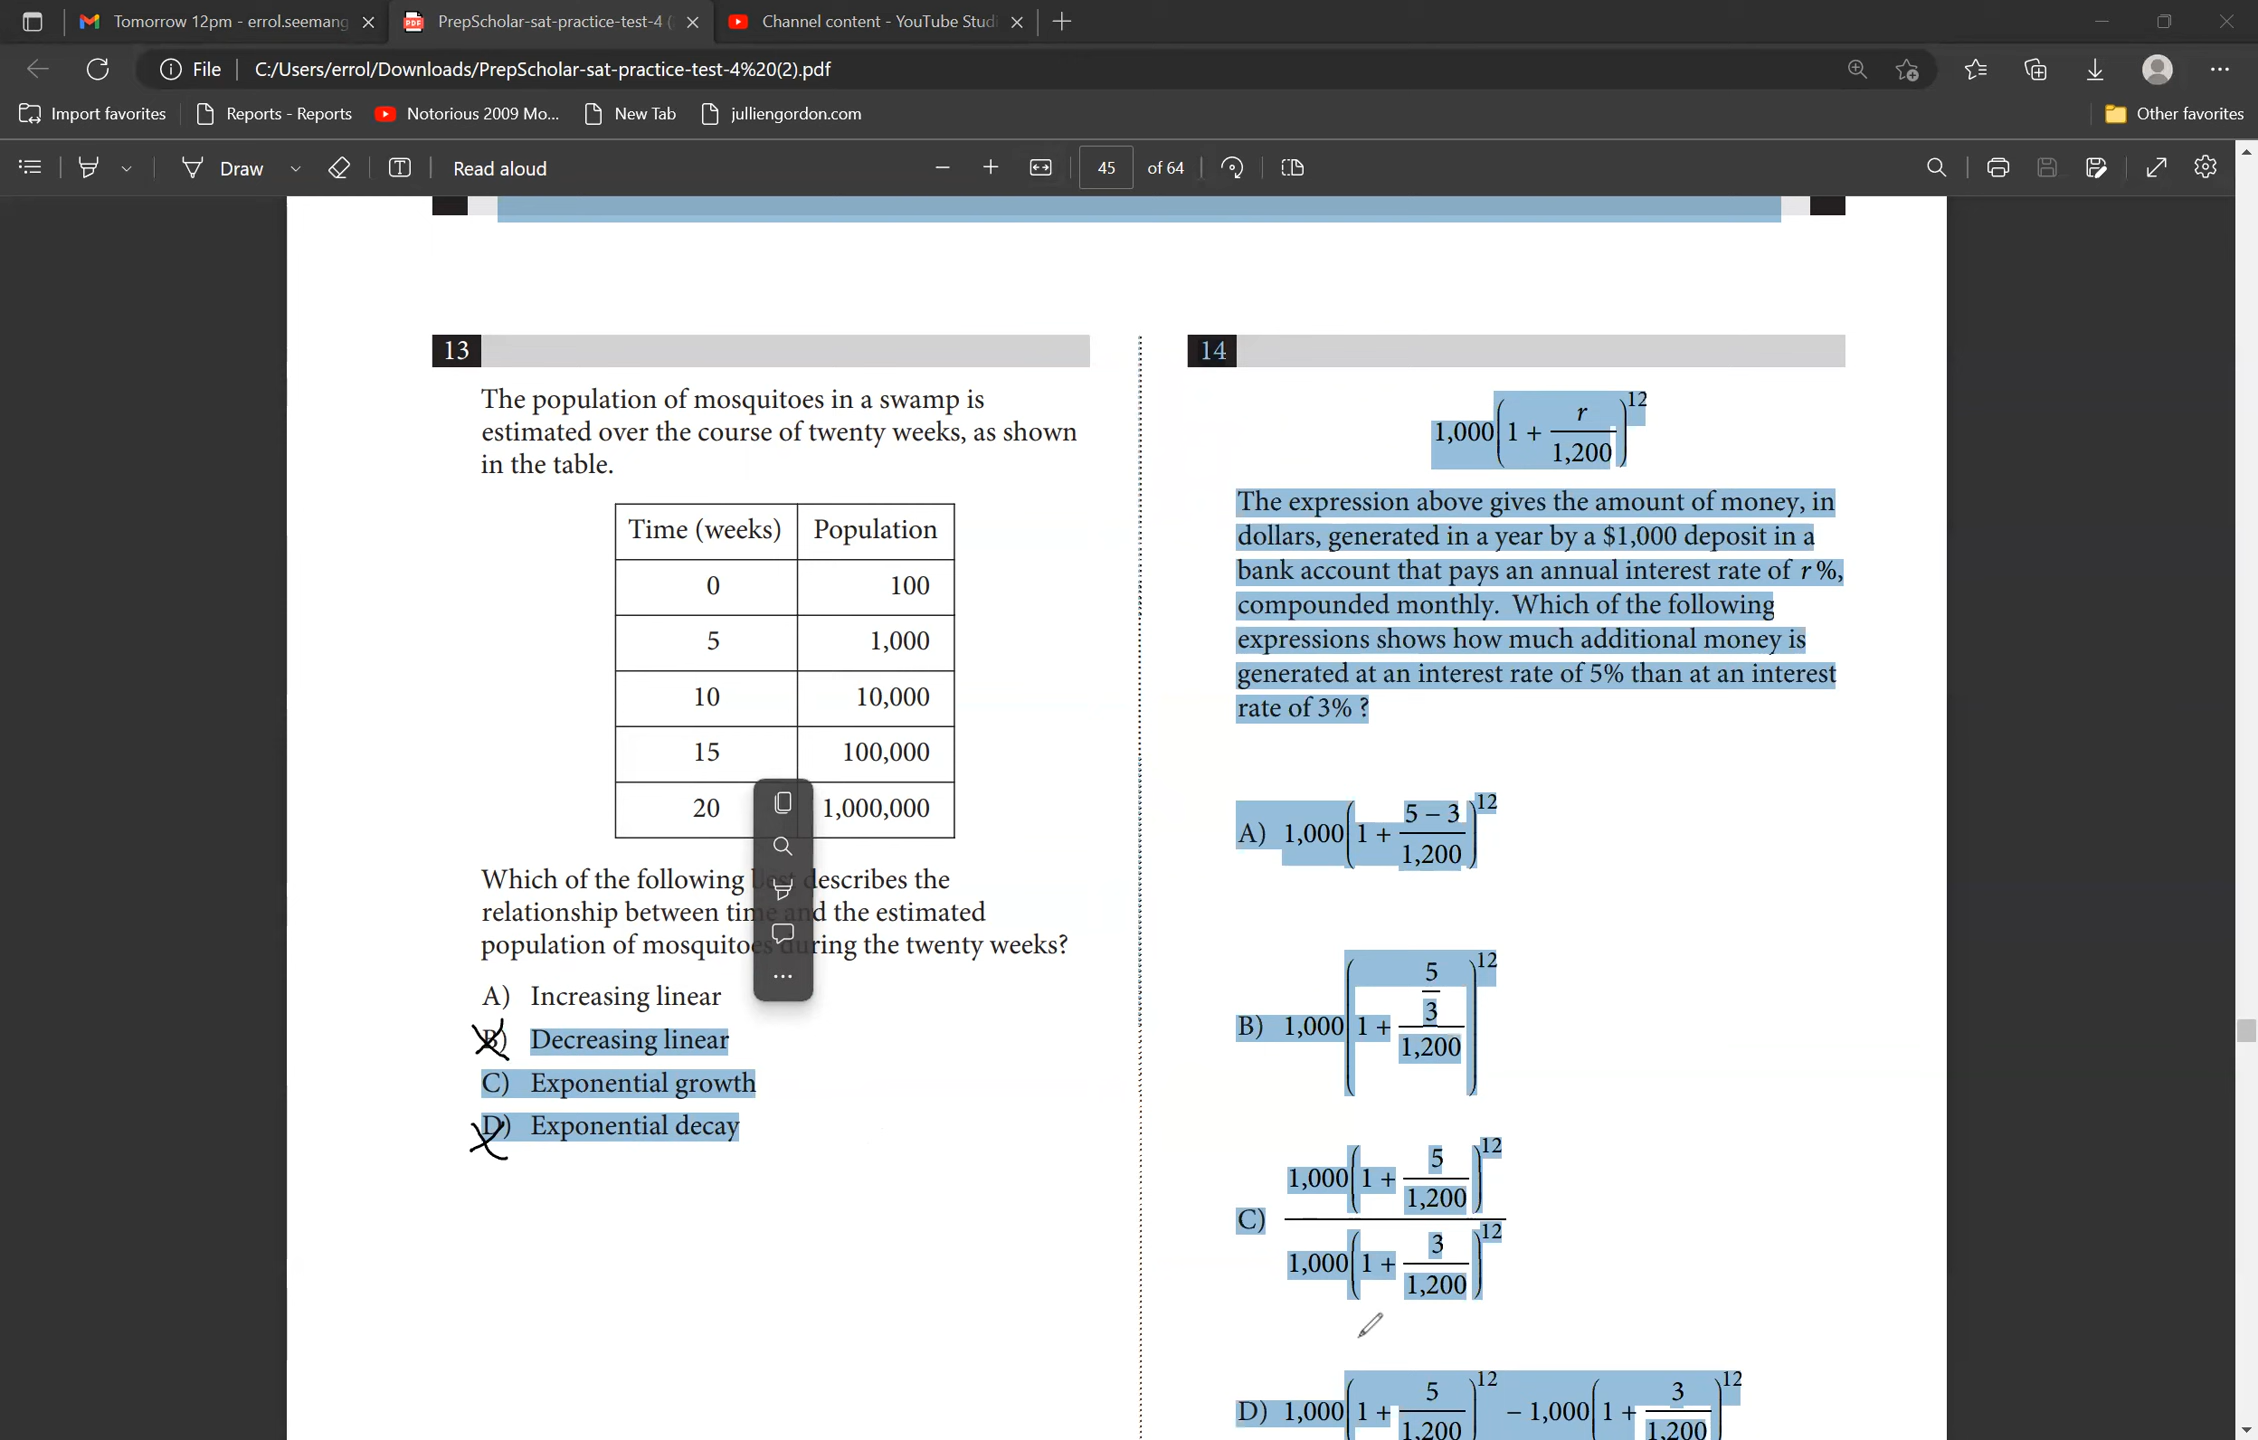 Tomorrow 12pm - errol.seemang
PrepScholar-sat-practice-test-4 (
Channel content - YouTube Studi
File
C:/Users/errol/Downloads/PrepScholar-sat-practice-test-4%20(2).pdf
Import favorites
Reports - Reports
Notorious 2009 Mo...
New Tab
julliengordon.com
Other favorites
Draw
Read aloud
45
of 64
13
The population of mosquitoes in a swamp is
estimated over the course of twenty weeks, as shown
in the table.
Time (weeks) Population
0 100
5 1,000
10 10,000
15 100,000
20 1,000,000
Which of the following describes the
relationship between time and the estimated
population of mosquitoes during the twenty weeks?
A) Increasing linear
B) Decreasing linear
C) Exponential growth
D) Exponential decay
14
1,000(1 + r/1,200)^12
The expression above gives the amount of money, in
dollars, generated in a year by a $1,000 deposit in a
bank account that pays an annual interest rate of r%,
compounded monthly. Which of the following
expressions shows how much additional money is
generated at an interest rate of 5% than at an interest
rate of 3% ?
A) 1,000(1 + (5 − 3)/1,200)^12
B) 1,000(1 + (5/3)/1,200)^12
C) 1,000(1 + 5/1,200)^12
1,000(1 + 3/1,200)^12
D) 1,000(1 + 5/1,200)^12 − 1,000(1 + 3/1,200)^12